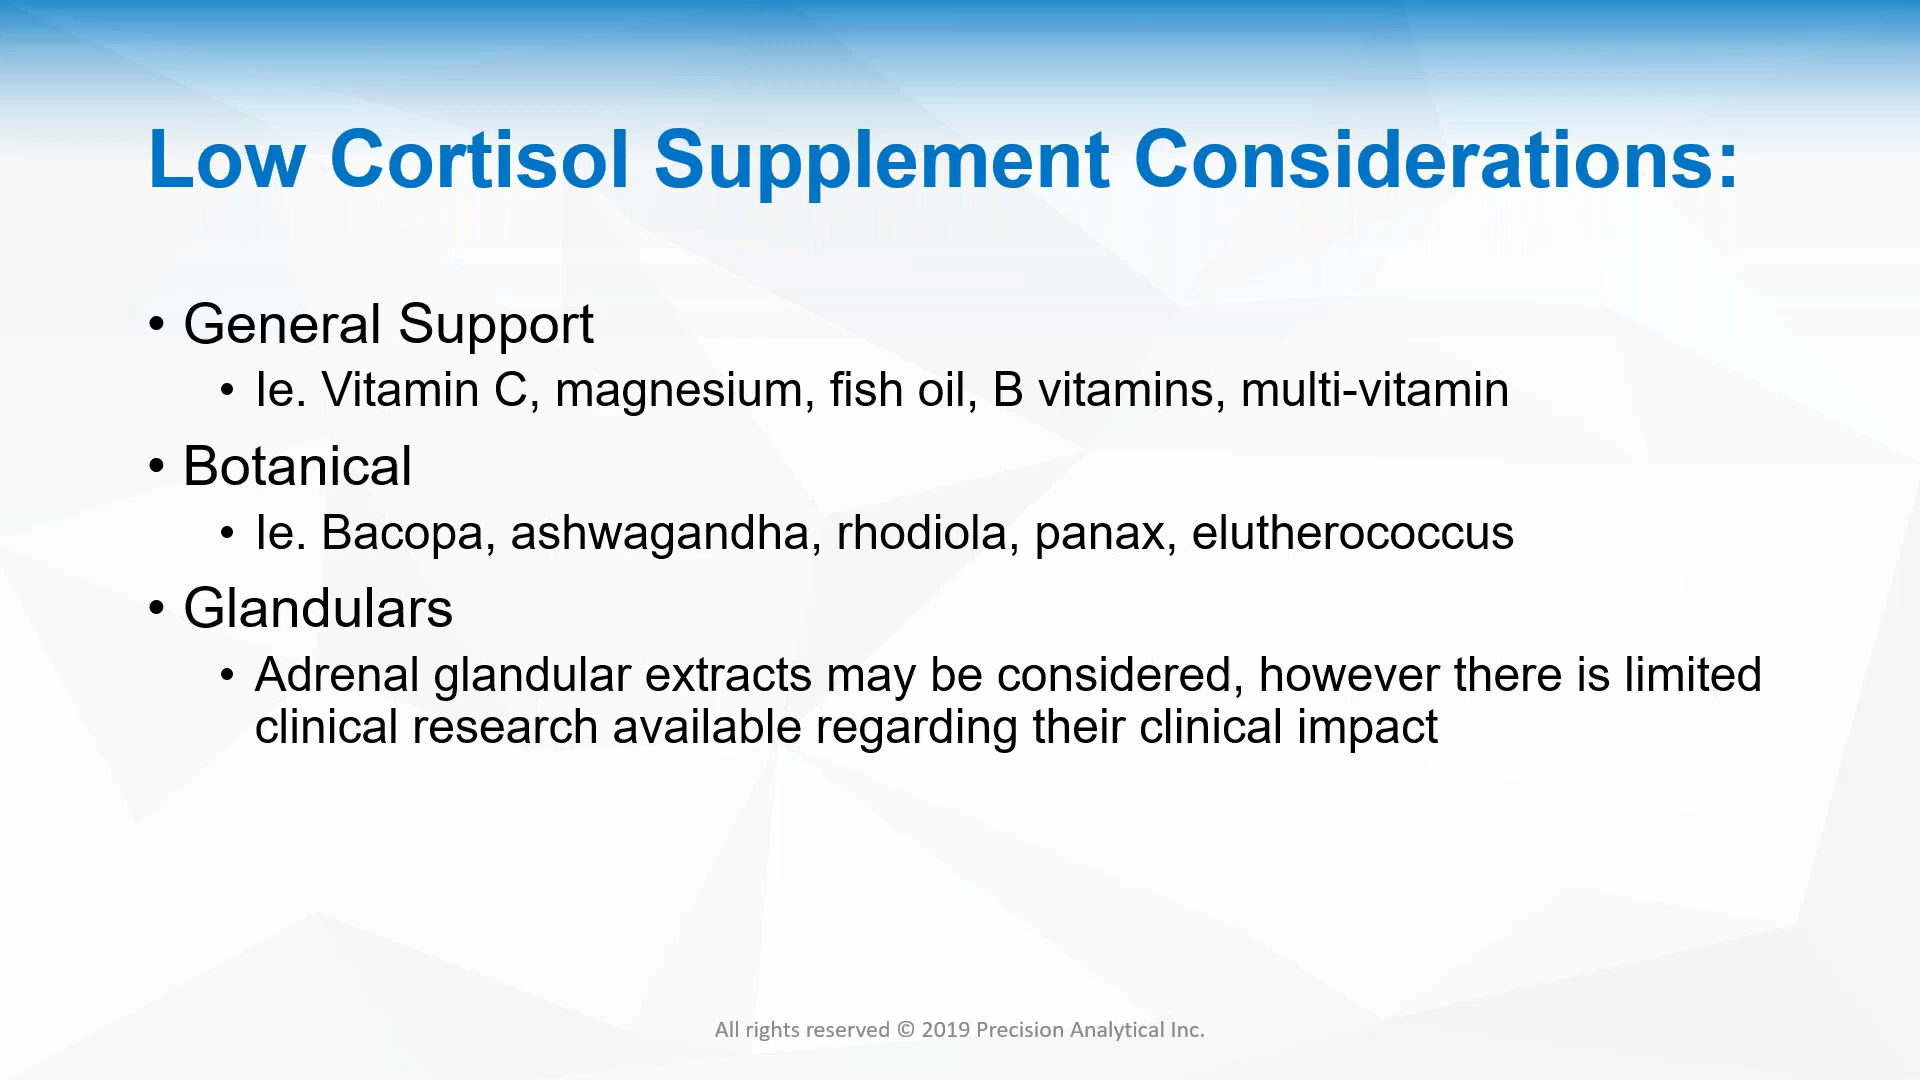 Low Cortisol Supplement Considerations:
• General Support
• Ie. Vitamin C, magnesium, fish oil, B vitamins, multi-vitamin
• Botanical
• Ie. Bacopa, ashwagandha, rhodiola, panax, elutherococcus
• Glandulars
• Adrenal glandular extracts may be considered, however there is limited
clinical research available regarding their clinical impact
All rights reserved © 2019 Precision Analytical Inc.